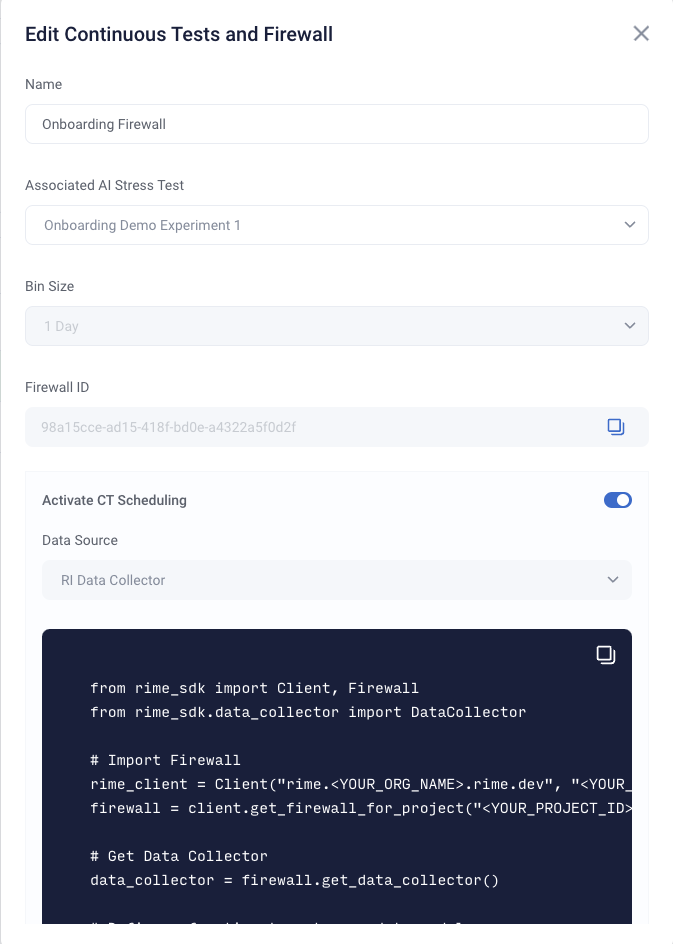 Edit Continuous Tests and Firewall
Name
Onboarding Firewall
Associated AI Stress Test
Onboarding Demo Experiment 1
Bin Size
1 Day
Firewall ID
98a15cce-ad15-418f-bd0e-a4322a5f0d2f
Activate CT Scheduling
Data Source
RI Data Collector
from rime_sdk import Client, Firewall
from rime_sdk.data_collector import DataCollector
# Import Firewall
rime_client = Client("rime.<YOUR_ORG_NAME>.rime.dev", "<YOUR_
firewall = client.get_firewall_for_project("<YOUR_PROJECT_ID>
# Get Data Collector
data_collector = firewall.get_data_collector()